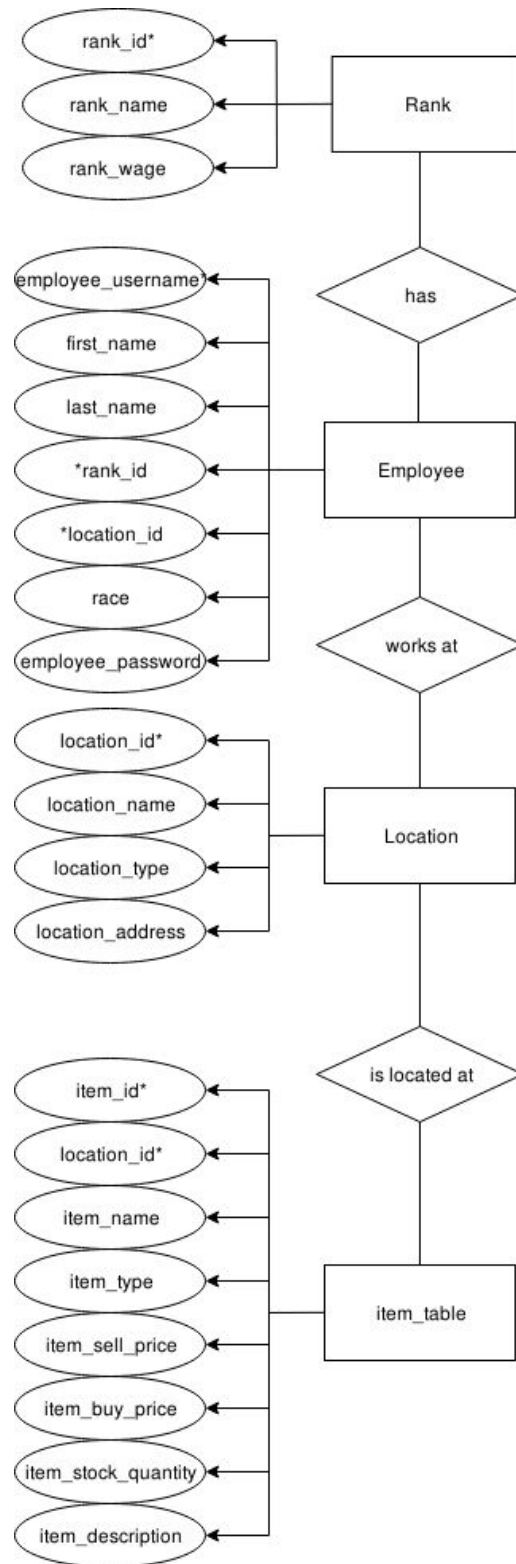 rank_id*
rank_name
Rank
rank_wage
employee_username*
has
first_name
last_name
*rank_id
Employee
*location_id
race
works at
employee_password
location_id*
location_name
Location
location_type
location_address
is located at
item_id*
location_id*
item_name
item_type
item_table
item_sell_price
item_buy_price
item_stock_quantity
item_description